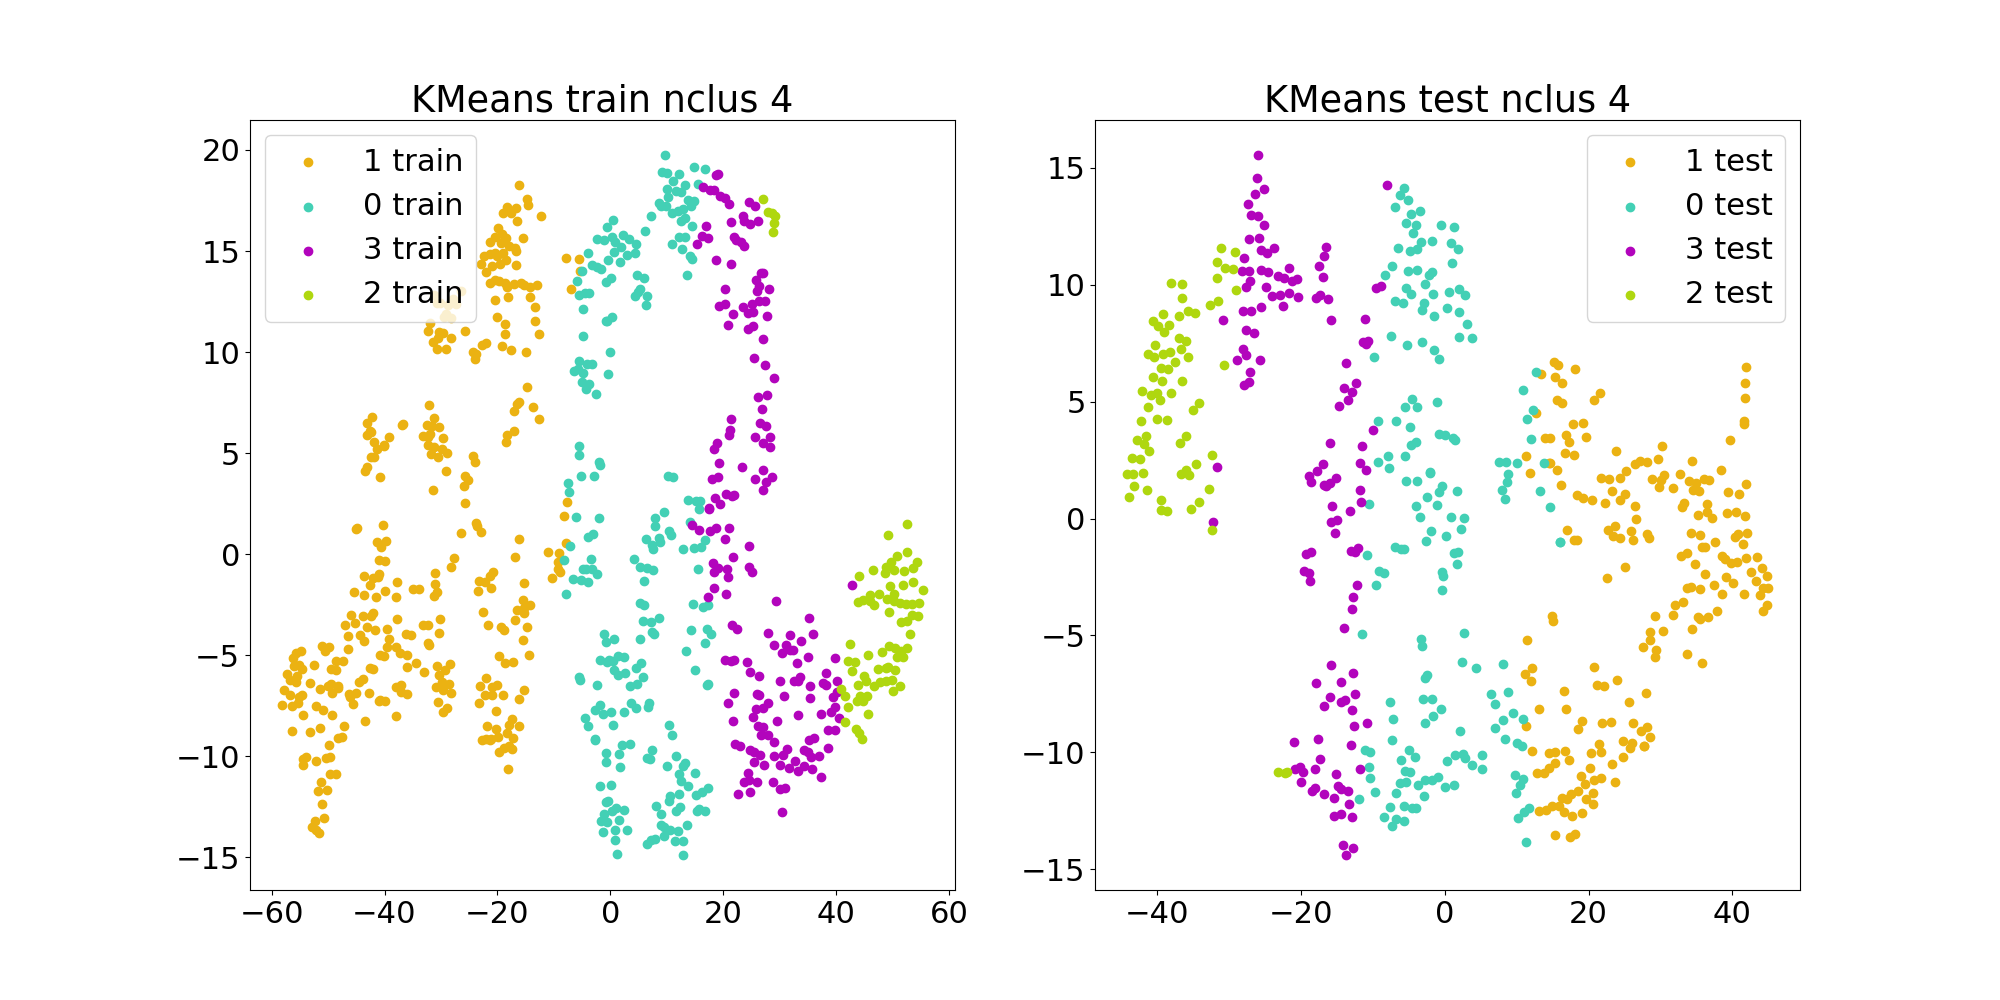 KMeans train nclus 4
1 train
0 train
3 train
2 train
20
15
10
5
0
−5
−10
−15
−60 −40 −20 0 20 40 60
KMeans test nclus 4
1 test
0 test
3 test
2 test
15
10
5
0
−5
−10
−15
−40 −20 0 20 40